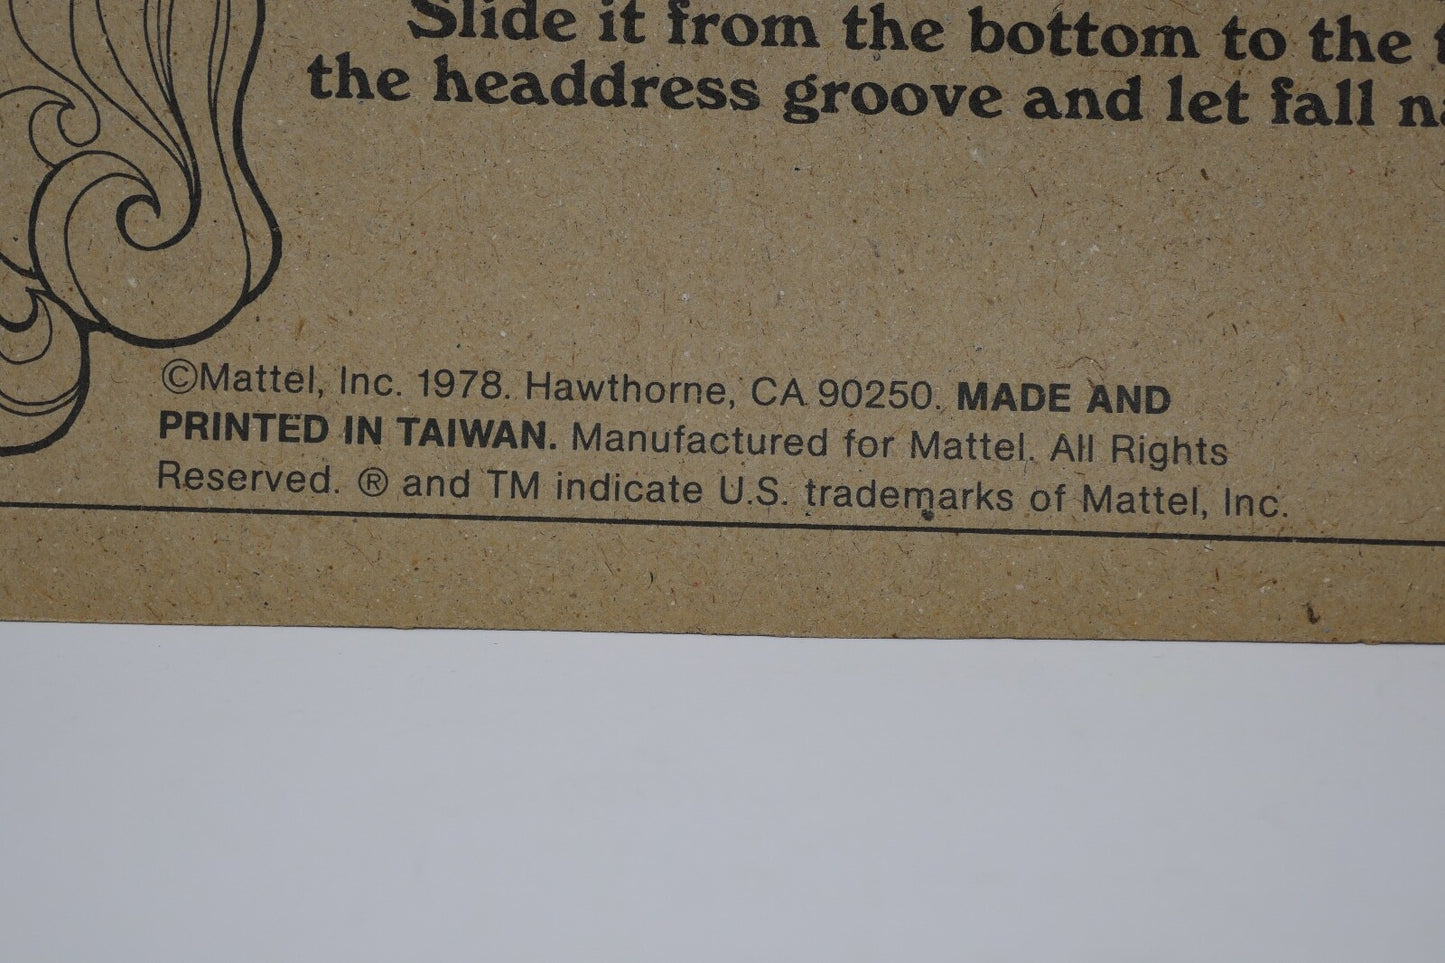 Slide it from the bottom to the
the headdress groove and let fall
©Mattel, Inc. 1978. Hawthorne, CA 90250. MADE AND
PRINTED IN TAIWAN. Manufactured for Mattel. All Rights
Reserved. ® and TM indicate U.S. trademarks of Mattel, Inc.